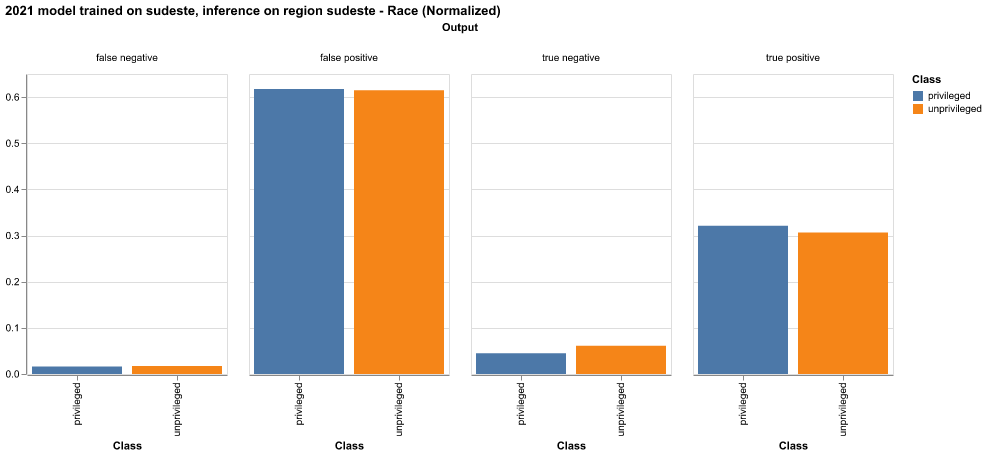 2021 model trained on sudeste, inference on region sudeste - Race (Normalized)
Output
false negative
false positive
true negative
true positive
Class
privileged
unprivileged
0.6
0.5
0.4
0.3
0.2
0.1
0.0
privileged
unprivileged
privileged
unprivileged
privileged
unprivileged
privileged
unprivileged
Class
Class
Class
Class